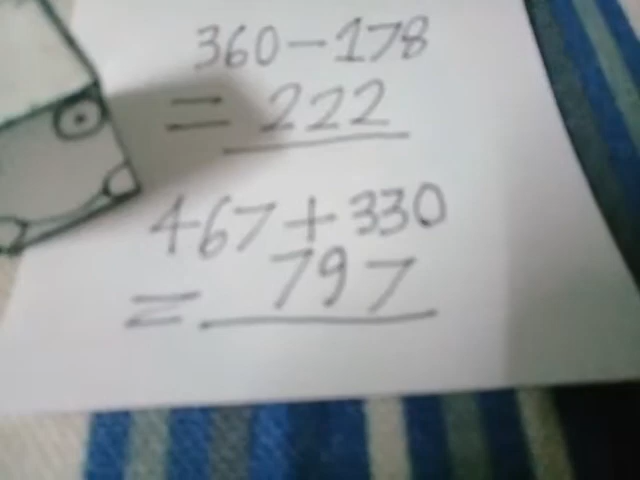 360-178
= 222
467+330
= 797